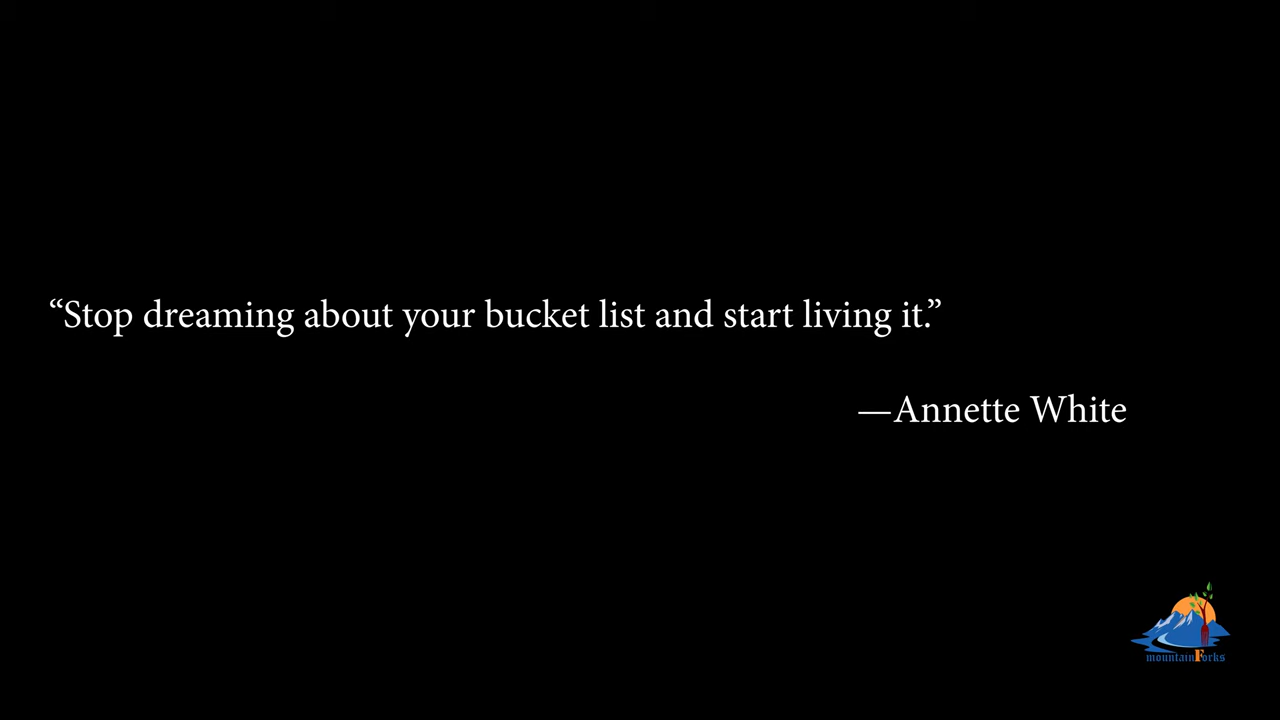 “Stop dreaming about your bucket list and start living it.”
—Annette White
mountainForks